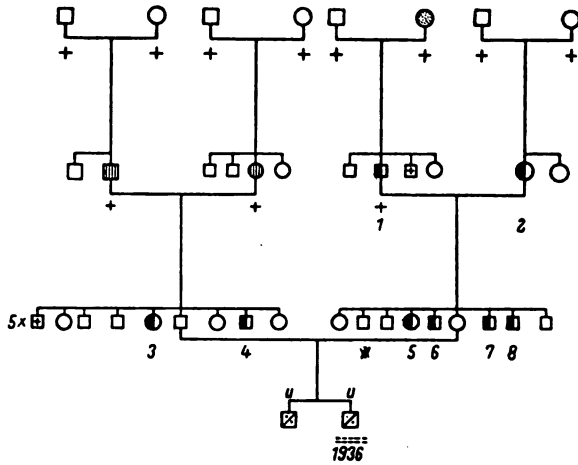 + + + + + + + +
+ + 1 + 2
5×
3 4 5 6 7 8
u u
1936